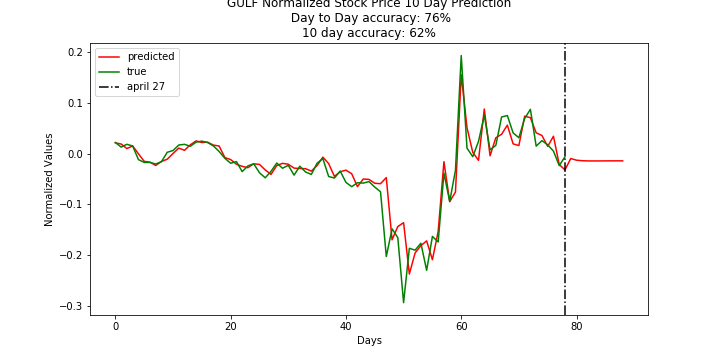 GULF Normalized Stock Price 10 Day Prediction
Day to Day accuracy: 76%
10 day accuracy: 62%
predicted
true
april 27
Normalized Values
0.2
0.1
0.0
−0.1
−0.2
−0.3
0 20 40 60 80
Days